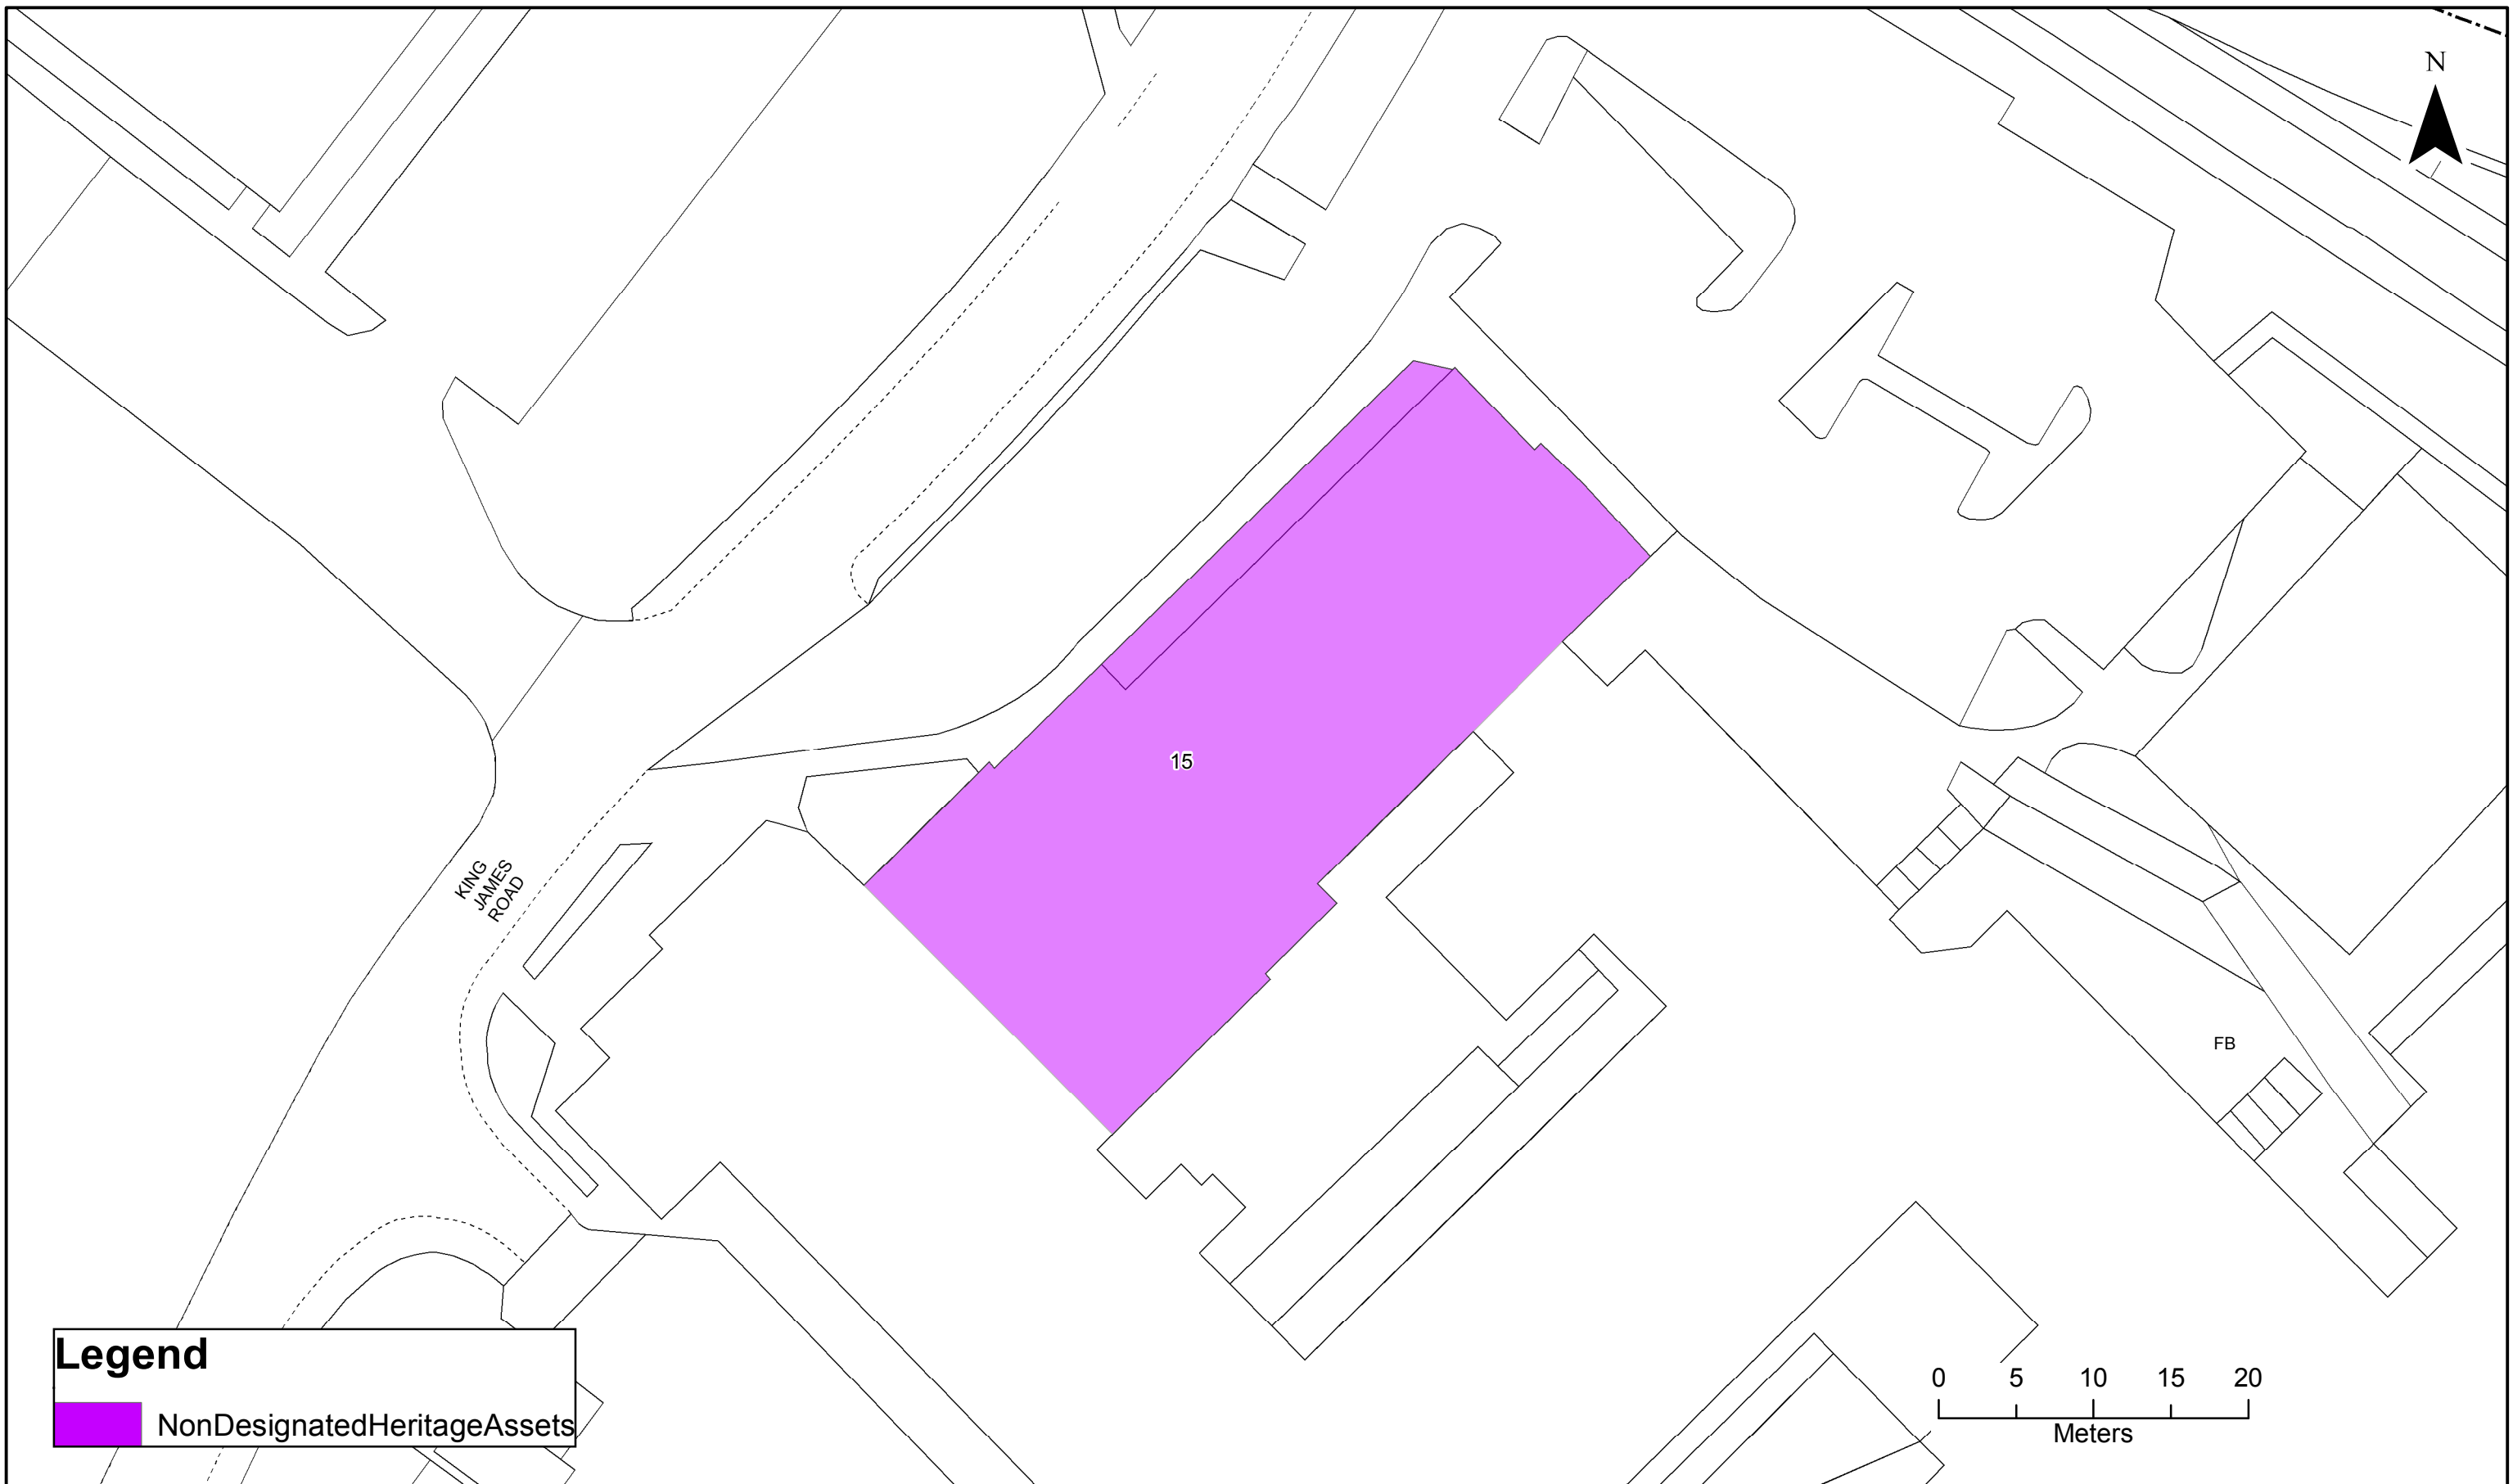 N
15
KING
JAMES
ROAD
FB
Legend
NonDesignatedHeritageAssets
0 5 10 15 20
Meters